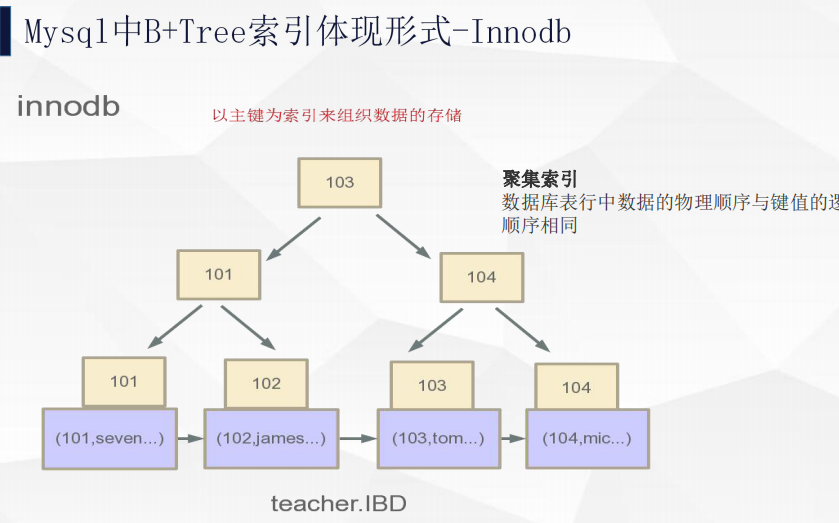 Mysql中B+Tree索引体现形式-Innodb
innodb
以主键为索引来组织数据的存储
103
聚集索引
数据库表行中数据的物理顺序与键值的逻
顺序相同
101
104
101
102
103
104
(101,seven...)
(102,james...)
(103,tom...)
(104,mic...)
teacher.IBD